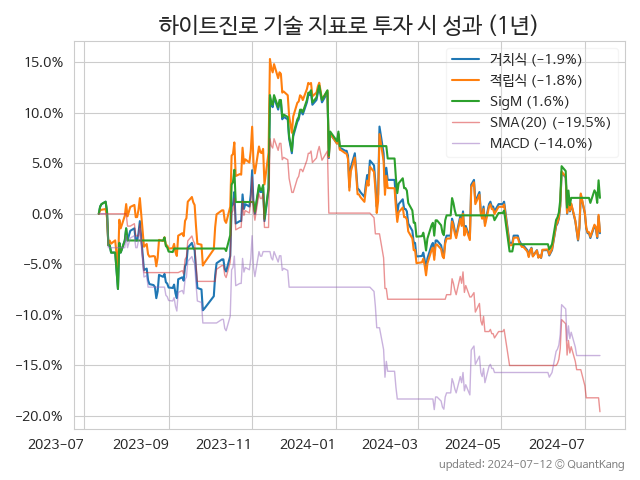 하이트진로 기술 지표로 투자 시 성과 (1년)
거치식 (−1.9%)
적립식 (−1.8%)
SigM (1.6%)
SMA(20) (−19.5%)
MACD (−14.0%)
15.0%
10.0%
5.0%
0.0%
−5.0%
−10.0%
−15.0%
−20.0%
2023-07 2023-09 2023-11 2024-01 2024-03 2024-05 2024-07
updated: 2024-07-12 © QuantKang